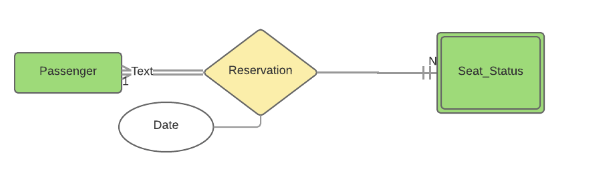 Passenger
1
Text
Reservation
N
Seat_Status
Date